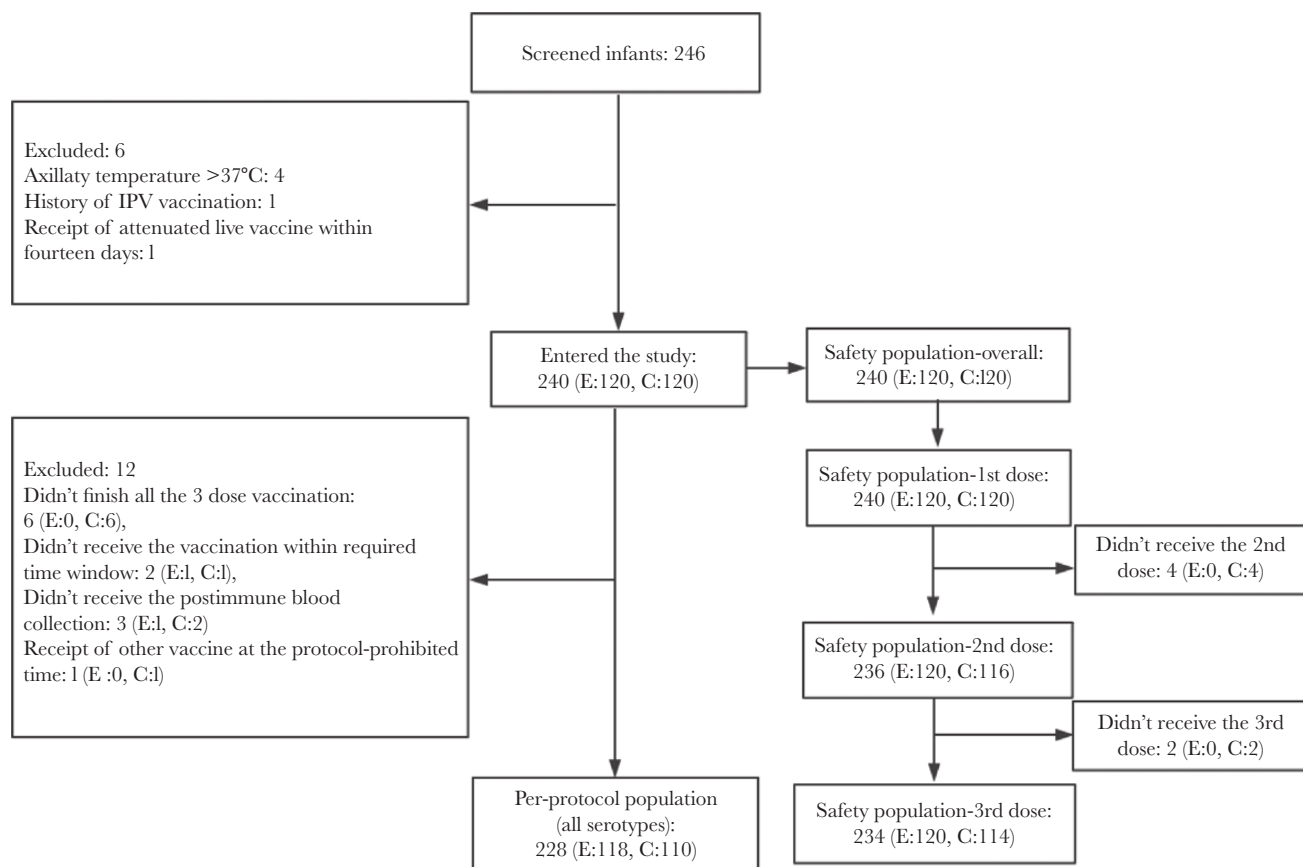 Screened infants: 246
Excluded: 6
Axillaty temperature >37°C: 4
History of IPV vaccination: 1
Receipt of attenuated live vaccine within
fourteen days: l
Entered the study:
240 (E:120, C:120)
Safety population-overall:
240 (E:120, C:l20)
Safety population-1st dose:
240 (E:120, C:120)
Excluded: 12
Didn't finish all the 3 dose vaccination:
6 (E:0, C:6),
Didn't receive the vaccination within required
time window: 2 (E:l, C:l),
Didn't receive the postimmune blood
collection: 3 (E:l, C:2)
Receipt of other vaccine at the protocol-prohibited
time: l (E :0, C:l)
Didn't receive the 2nd
dose: 4 (E:0, C:4)
Safety population-2nd dose:
236 (E:120, C:116)
Didn't receive the 3rd
dose: 2 (E:0, C:2)
Per-protocol population
(all serotypes):
228 (E:118, C:110)
Safety population-3rd dose:
234 (E:120, C:114)